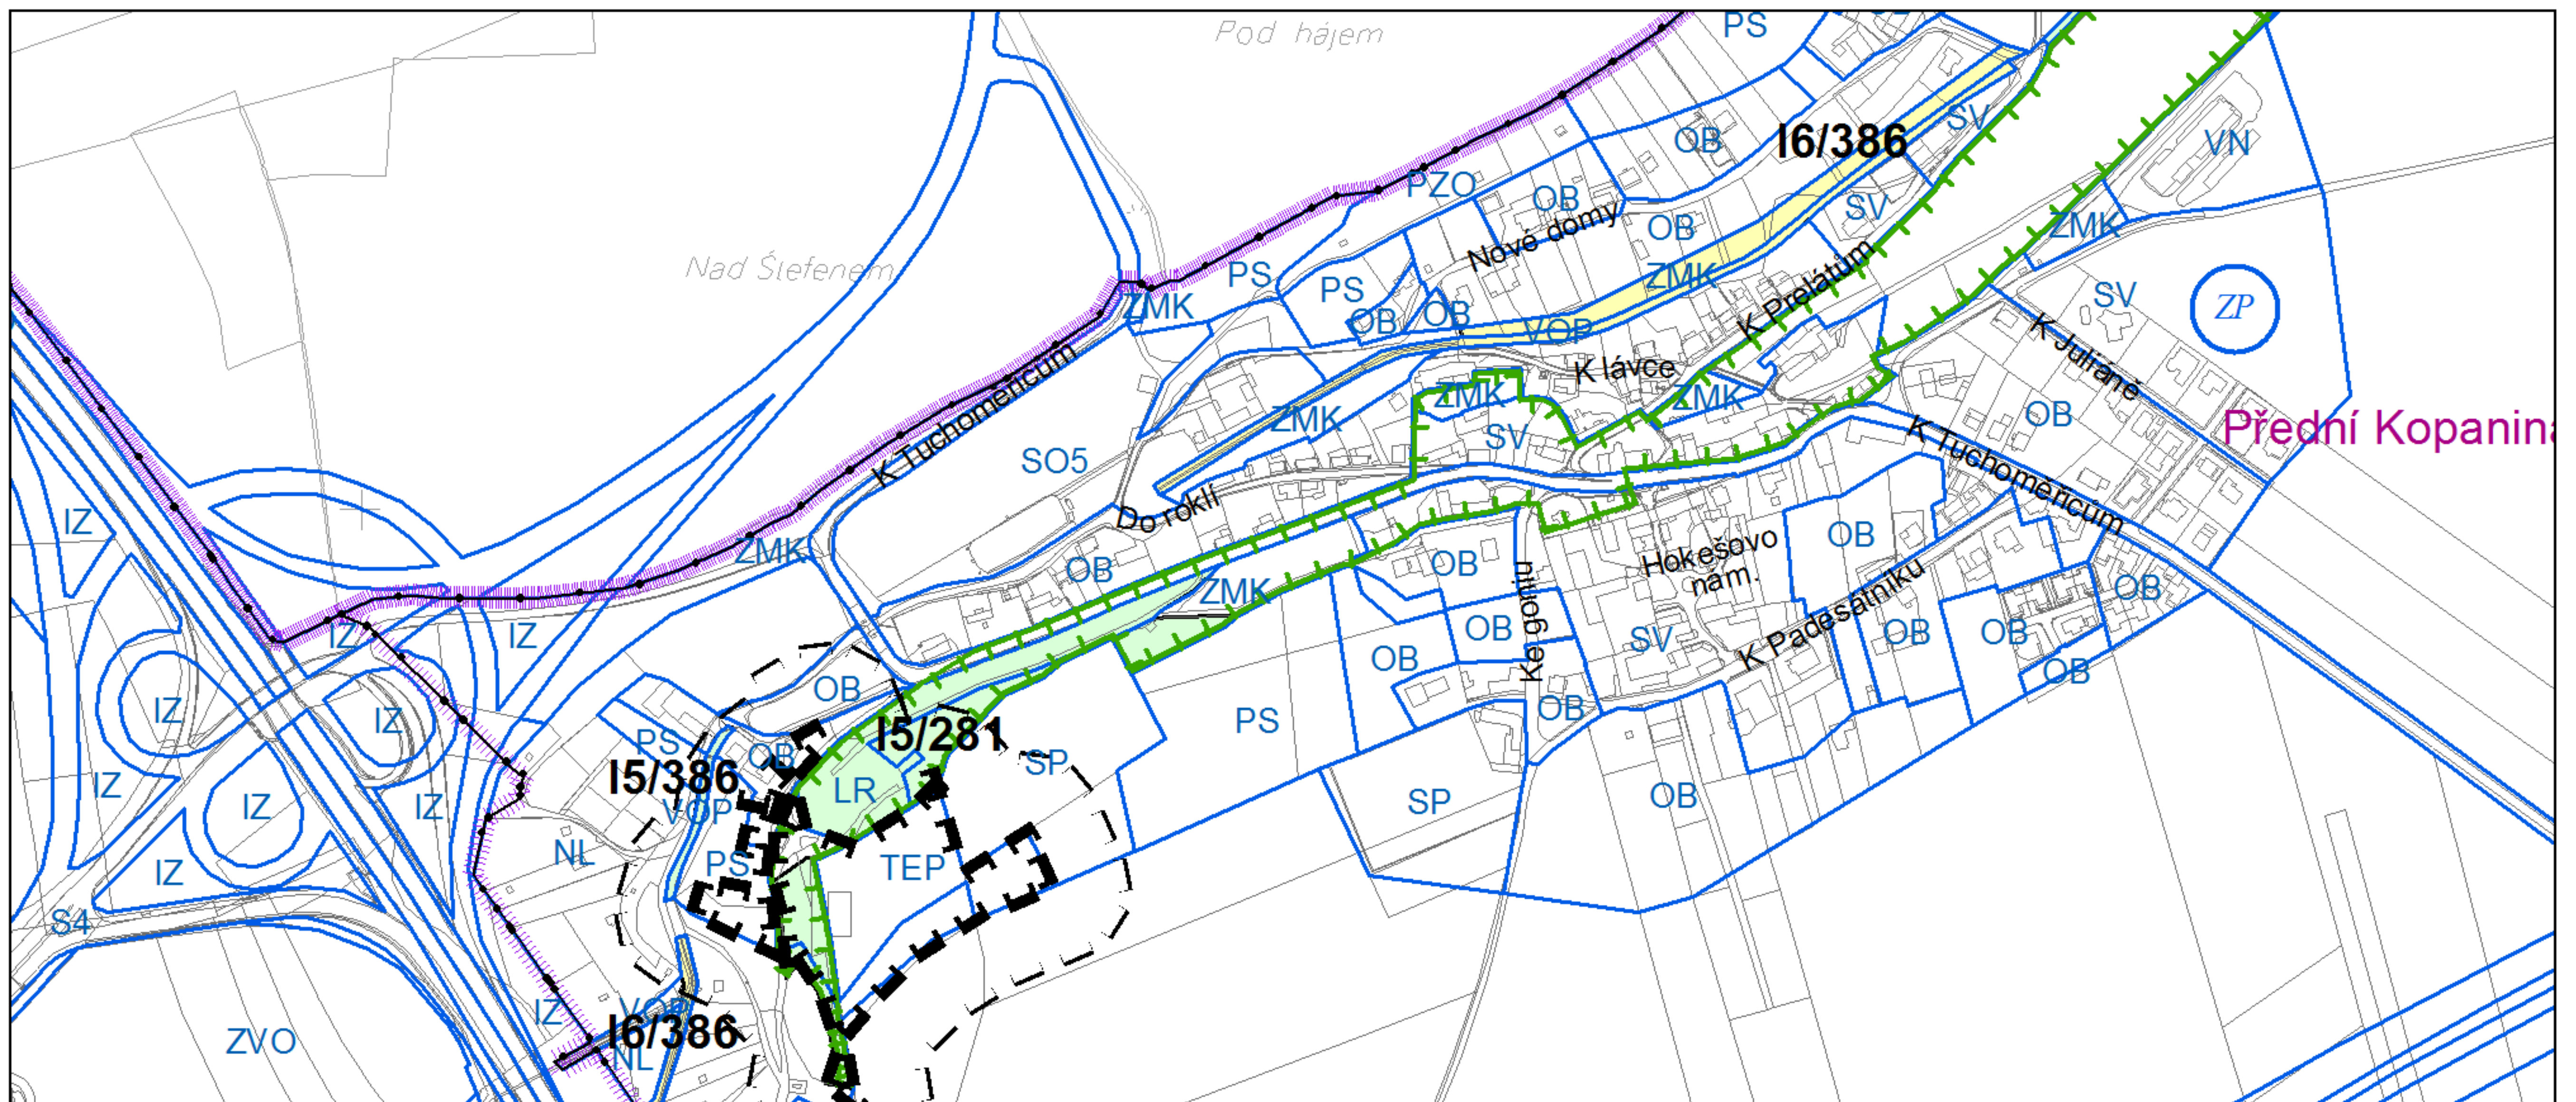 Pod hájem
PS
SV
VN
OB
I6/386
PZO
OB
OB
SV
ZMK
Nové domy
Nad Šlefenem
PS
PS
ZMK
K Prelátům
SV
ZP
ZMK
OB
OB
VOP
K Juliáně
K lávce
K Tuchoměřicům
ZMK
ZMK
ZMK
OB
Přední Kopanina
SV
K Tuchoměřicům
SO5
Do roklí
IZ
ZMK
OB
ZMK
OB
Ke goniu
Hokešovo
nám.
OB
K Padesátníku
OB
IZ
IZ
OB
OB
SV
OB
OB
OB
OB
IZ
IZ
OB
OB
PS
PS
I5/281
OB
SP
I5/386
IZ
IZ
IZ
VOP
LR
SP
OB
NL
PS
TEP
IZ
S4
IZ
VOP
I6/386
ZVO
NL